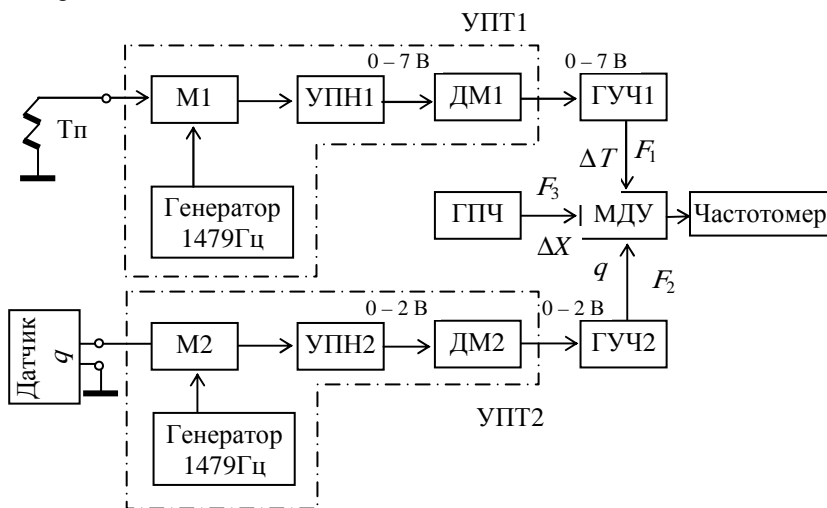 УПТ1
0 – 7 В
0 – 7 В
М1
УПН1
ДМ1
ГУЧ1
Тп
ΔT
F₁
Генератор
1479Гц
ГПЧ
F₃
МДУ
Частотомер
ΔX
q
F₂
0 – 2 В
0 – 2 В
Датчик
q
М2
УПН2
ДМ2
ГУЧ2
УПТ2
Генератор
1479Гц